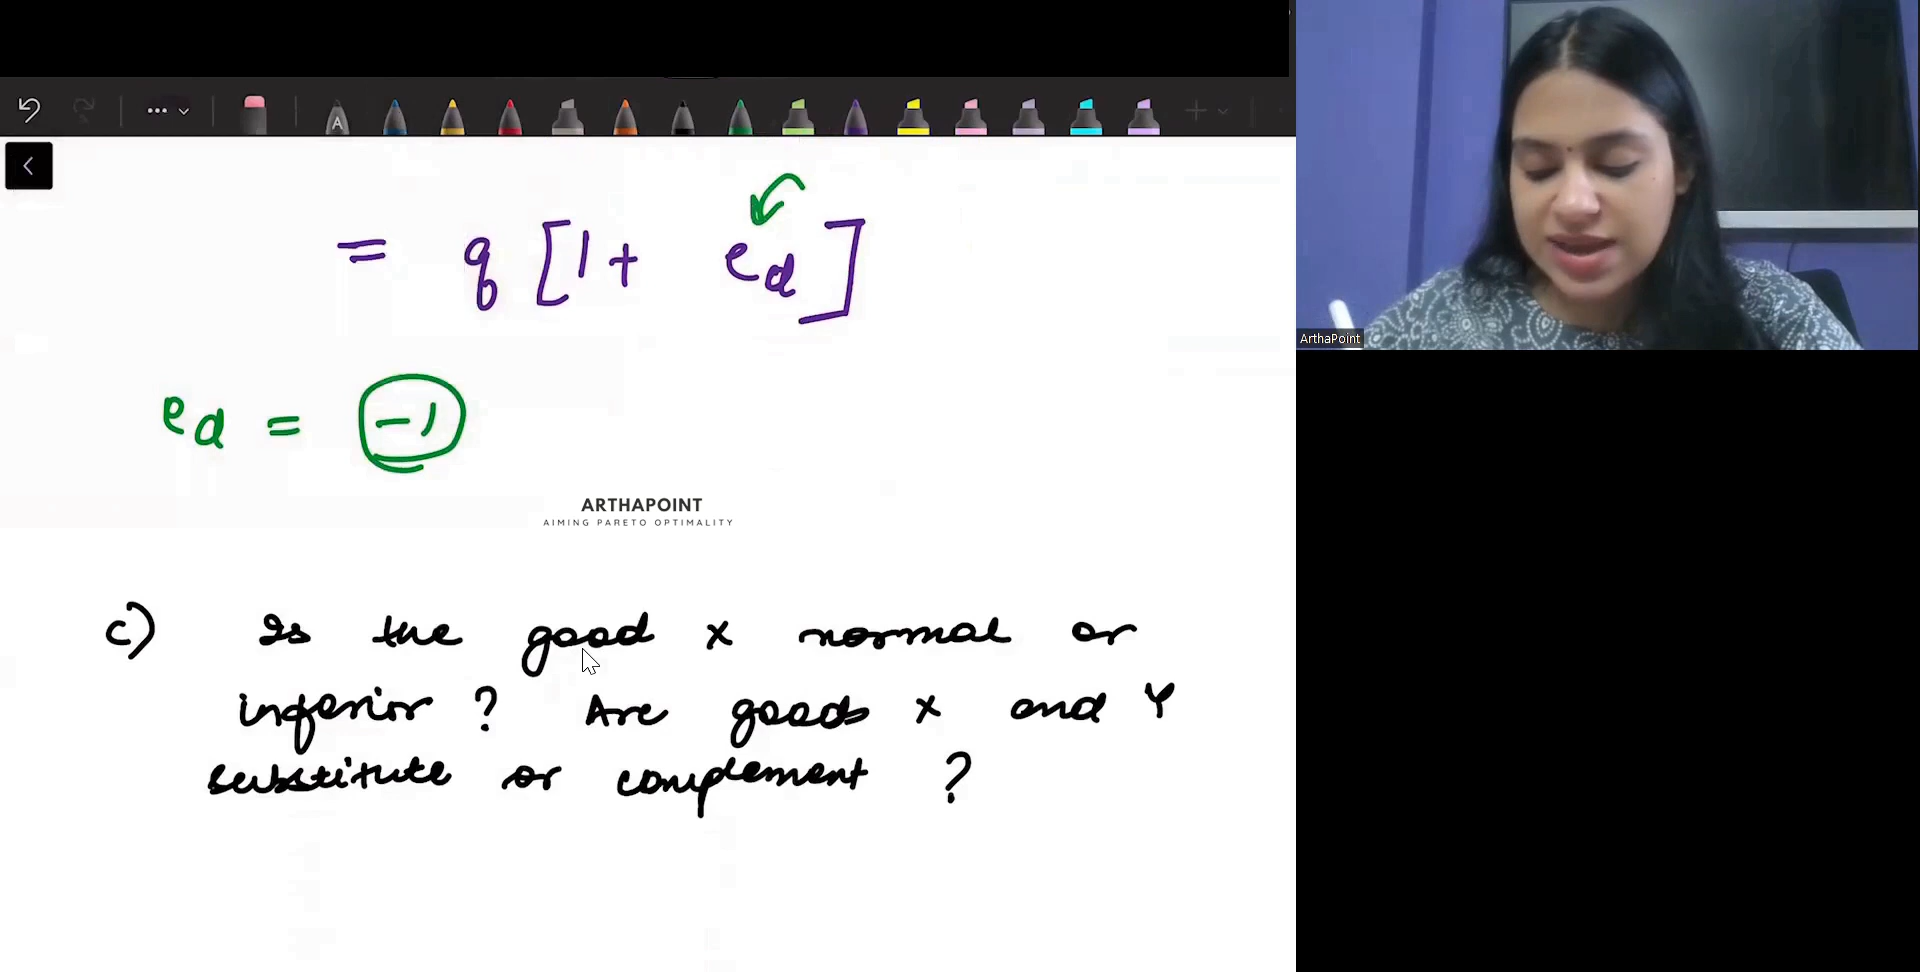 = q [1 + ed]
ed = -1
ARTHAPOINT
AIMING PARETO OPTIMALITY
c) Is the good x normal or
inferior ? Are goods x and Y
substitute or complement ?
A
ArthaPoint